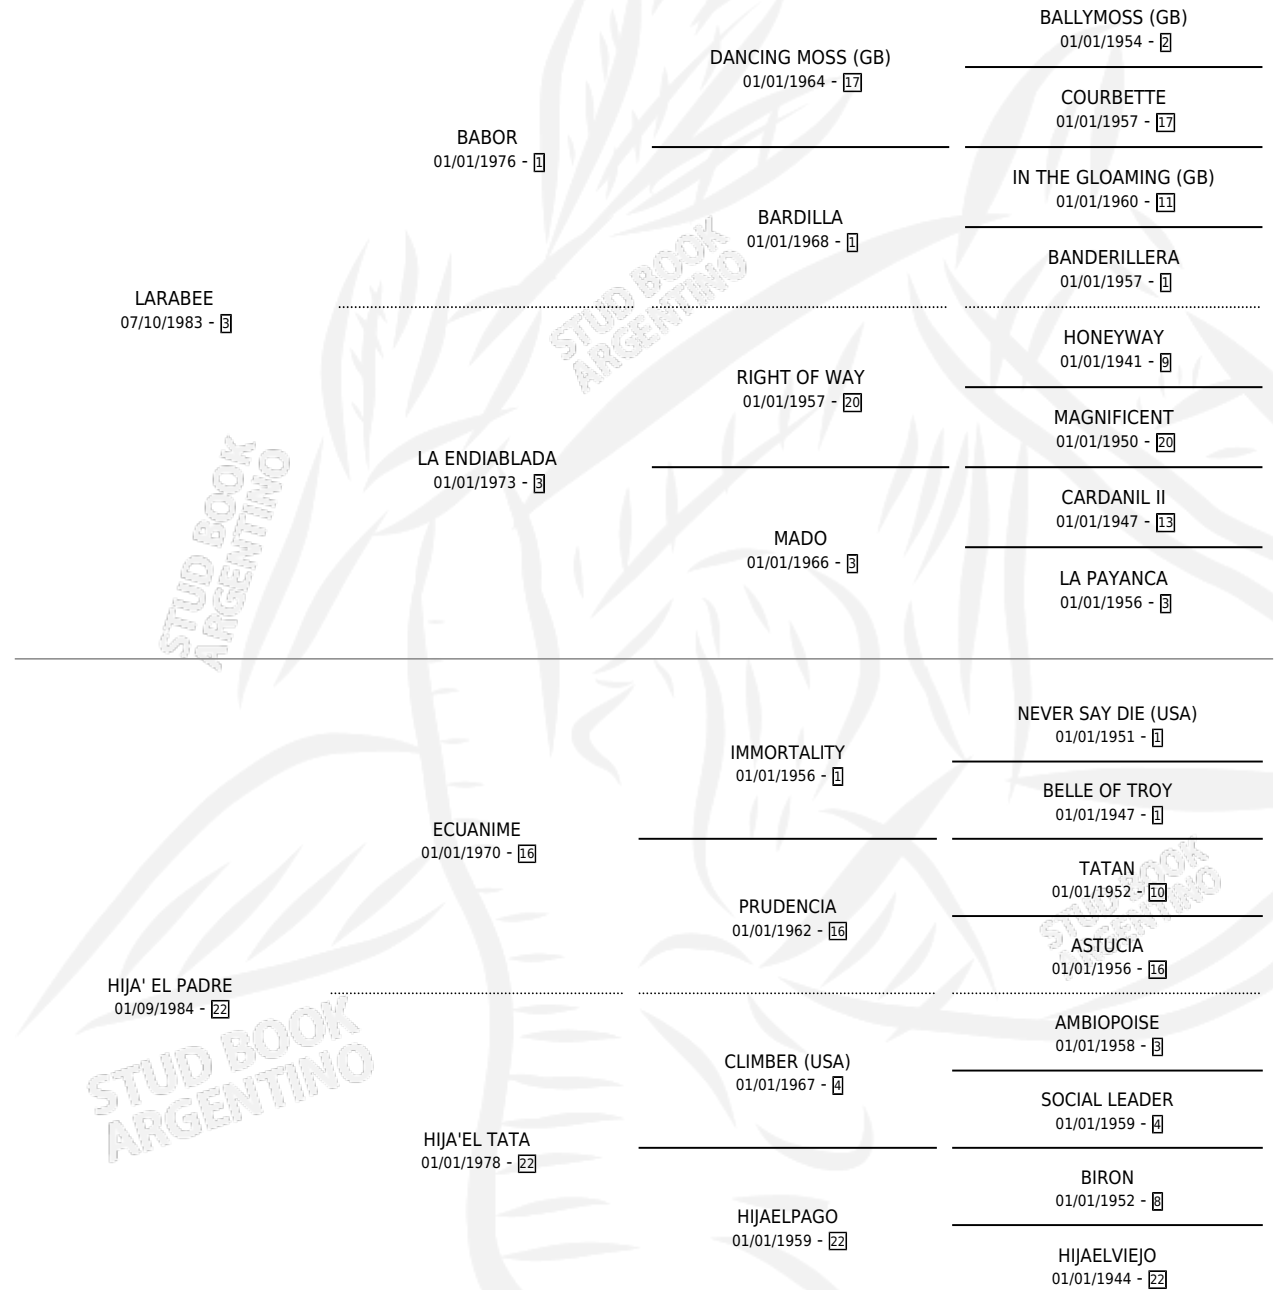 BALLYMOSS (GB)
01/01/1954 - 2
DANCING MOSS (GB)
01/01/1964 - 17
COURBETTE
01/01/1957 - 17
BABOR
01/01/1976 - 1
IN THE GLOAMING (GB)
01/01/1960 - 11
BARDILLA
01/01/1968 - 1
BANDERILLERA
01/01/1957 - 1
LARABEE
07/10/1983 - 3
HONEYWAY
01/01/1941 - 9
RIGHT OF WAY
01/01/1957 - 20
MAGNIFICENT
01/01/1950 - 20
LA ENDIABLADA
01/01/1973 - 3
CARDANIL II
01/01/1947 - 13
MADO
01/01/1966 - 3
LA PAYANCA
01/01/1956 - 3
NEVER SAY DIE (USA)
01/01/1951 - 1
IMMORTALITY
01/01/1956 - 1
BELLE OF TROY
01/01/1947 - 1
ECUANIME
01/01/1970 - 16
TATAN
01/01/1952 - 10
PRUDENCIA
01/01/1962 - 16
ASTUCIA
01/01/1956 - 16
HIJA' EL PADRE
01/09/1984 - 22
AMBIOPOISE
01/01/1958 - 3
CLIMBER (USA)
01/01/1967 - 4
SOCIAL LEADER
01/01/1959 - 4
HIJA'EL TATA
01/01/1978 - 22
BIRON
01/01/1952 - 8
HIJAELPAGO
01/01/1959 - 22
HIJAELVIEJO
01/01/1944 - 22
STUD BOOK
ARGENTINO
STUD BOOK
ARGENTINO
STUD BOOK
ARGENTINO
STUD BOOK
ARGENTINO